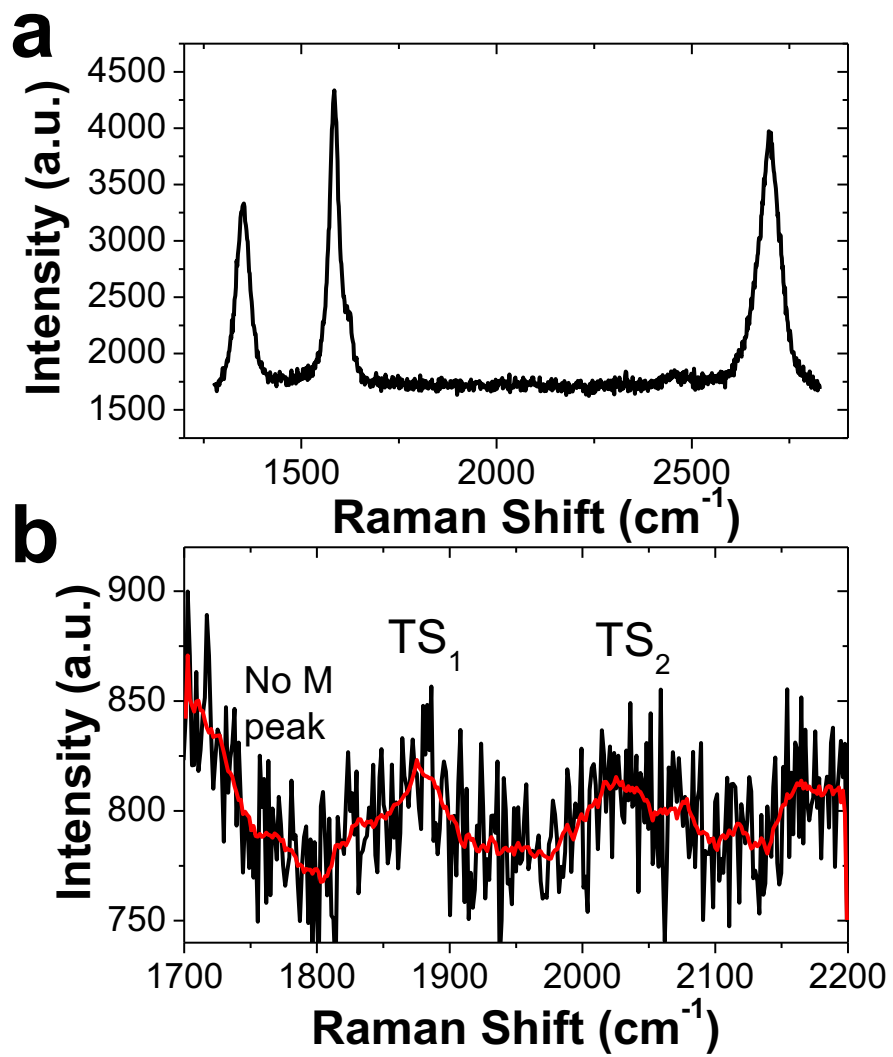 a
4500
4000
3500
3000
2500
2000
1500
Intensity (a.u.)
1500 2000 2500
Raman Shift (cm⁻¹)
b
900
850
800
750
Intensity (a.u.)
No M
peak
TS₁
TS₂
1700 1800 1900 2000 2100 2200
Raman Shift (cm⁻¹)